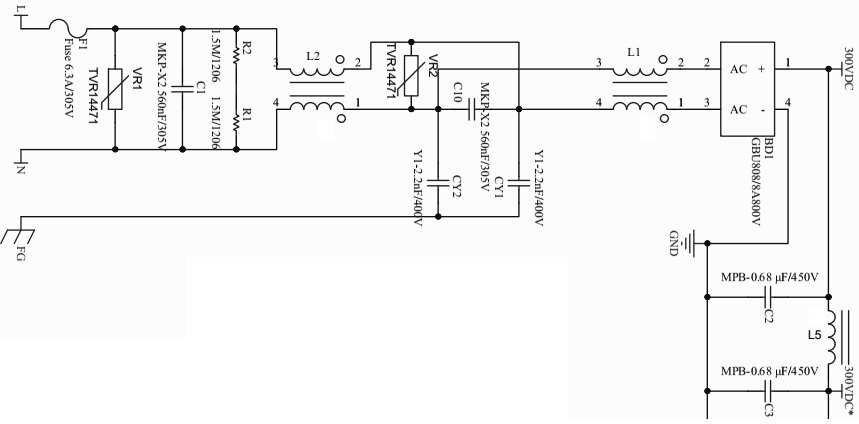 L
F1
Fuse 6.3A/305V
VR1
TVR14471
C1
MKP-X2 560nF/305V
R2
1.5M/1206
R1
1.5M/1206
L2
3
2
4
1
VR2
TVR14471
C10
MKP-X2 560nF/305V
CY2
Y1-2.2nF/400V
CY1
Y1-2.2nF/400V
L1
3
2
4
1
2
AC
+
1
3
AC
-
4
BD1
GBU808/8A800V
300VDC
N
FG
GND
MPB-0.68 μF/450V
C2
L5
MPB-0.68 μF/450V
C3
300VDC*